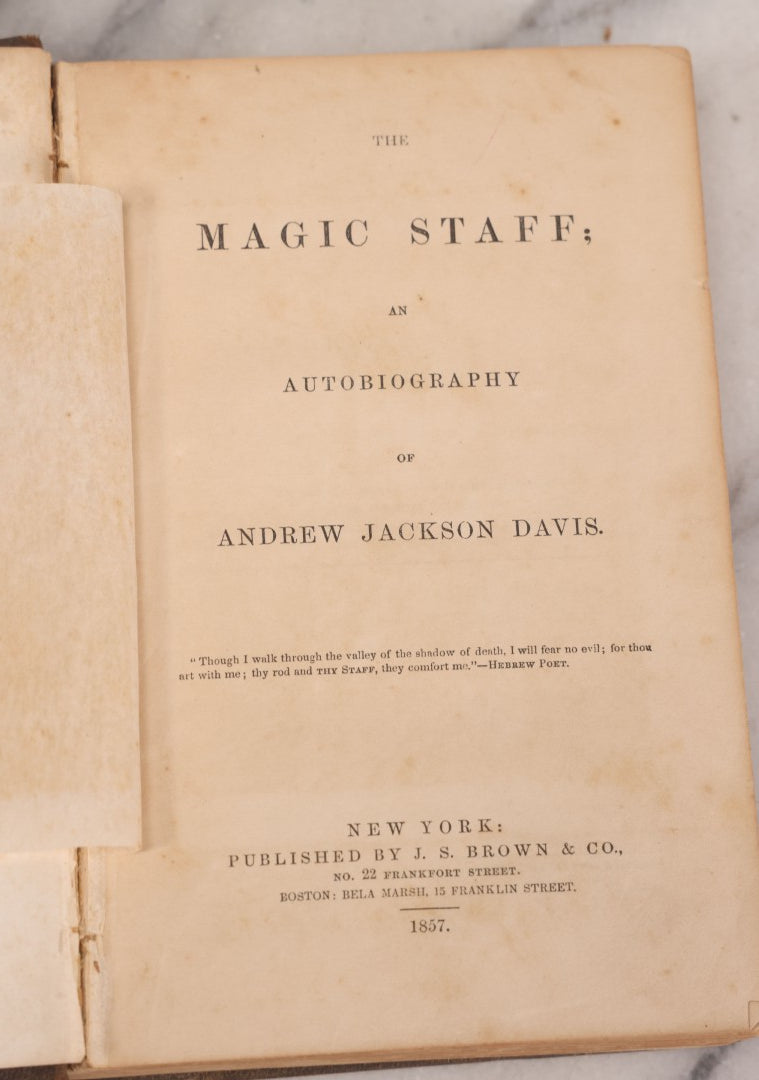 THE
MAGIC STAFF;
AN
AUTOBIOGRAPHY
OF
ANDREW JACKSON DAVIS.
“Though I walk through the valley of the shadow of death, I will fear no evil; for thou
art with me; thy rod and THY STAFF, they comfort me.”—HEBREW POET.
NEW YORK:
PUBLISHED BY J. S. BROWN & CO.,
NO. 22 FRANKFORT STREET.
BOSTON: BELA MARSH, 15 FRANKLIN STREET.
1857.